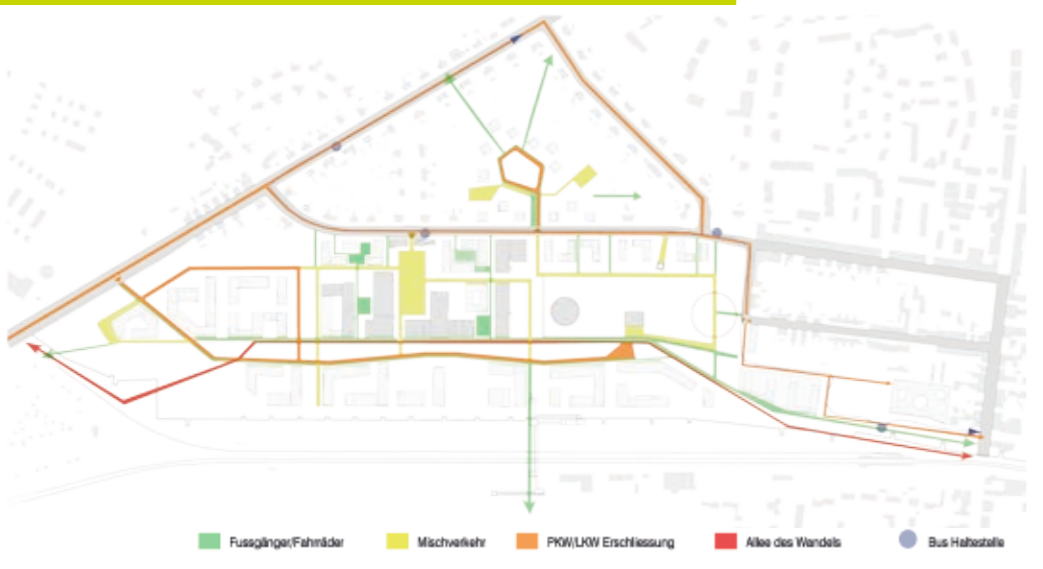 Fussgänger/Fahrräder
Mischverkehr
PKW/LKW Erschliessung
Allee des Wandels
Bus Haltestelle